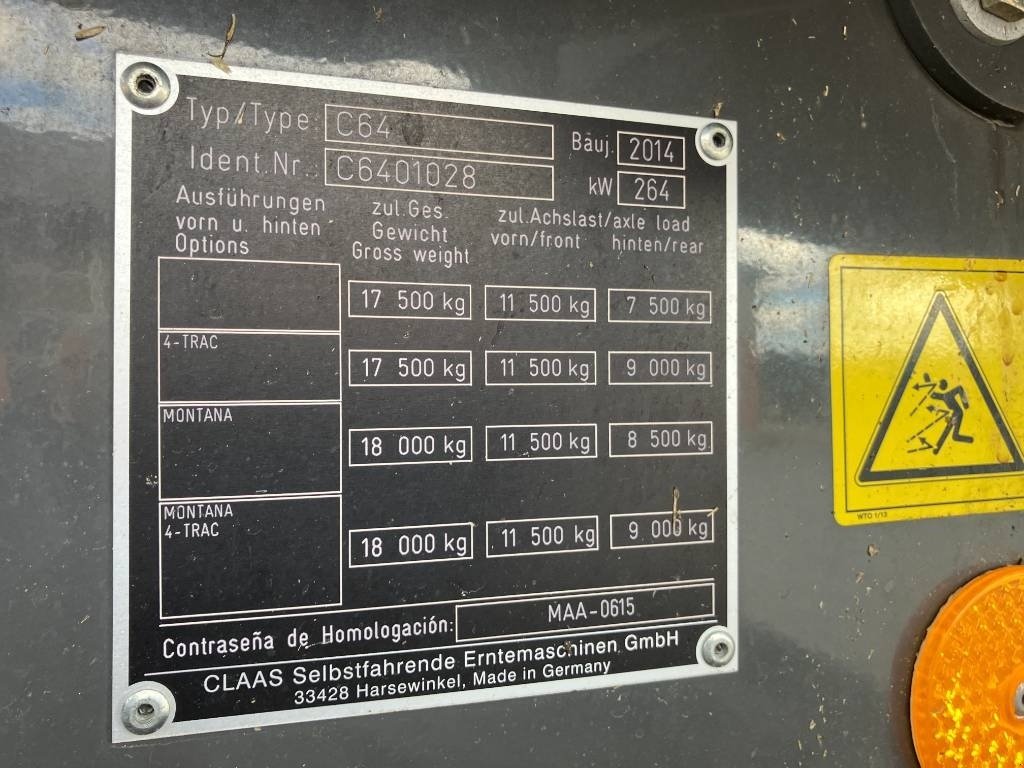 Typ/Type C64 Bauj. 2014
Ident.Nr. C6401028 kW 264
Ausführungen vorn u. hinten Options
zul.Ges. Gewicht Gross weight
zul.Achslast/axle load
vorn/front hinten/rear
17 500 kg 11 500 kg 7 500 kg
4-TRAC 17 500 kg 11 500 kg 9 000 kg
MONTANA 18 000 kg 11 500 kg 8 500 kg
MONTANA
4-TRAC 18 000 kg 11 500 kg 9 000 kg
Contraseña de Homologación: MAA-0615
CLAAS Selbstfahrende Erntemaschinen GmbH
33428 Harsewinkel, Made in Germany
WTO 1/13